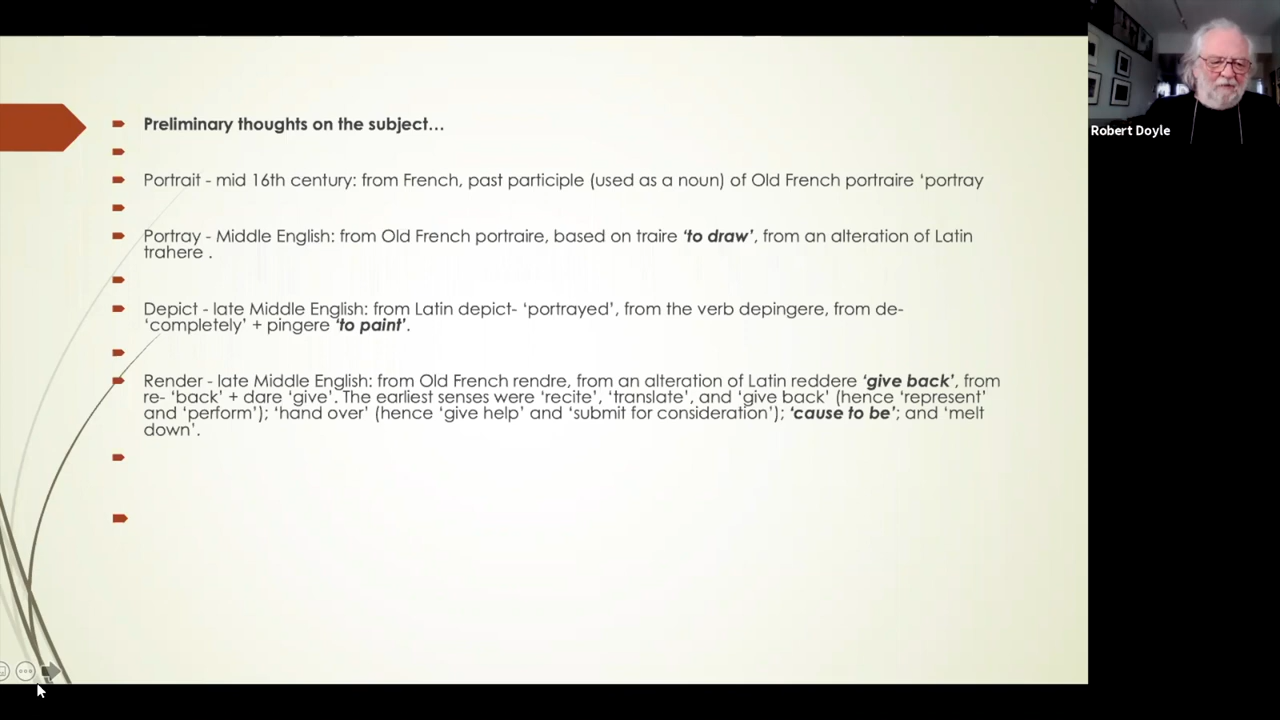 Preliminary thoughts on the subject…
Portrait - mid 16th century: from French, past participle (used as a noun) of Old French portraire ‘portray
Portray - Middle English: from Old French portraire, based on traire ‘to draw’, from an alteration of Latin
trahere .
Depict - late Middle English: from Latin depict- ‘portrayed’, from the verb depingere, from de-
‘completely’ + pingere ‘to paint’.
Render - late Middle English: from Old French rendre, from an alteration of Latin reddere ‘give back’, from
re- ‘back’ + dare ‘give’. The earliest senses were ‘recite’, ‘translate’, and ‘give back’ (hence ‘represent’
and ‘perform’); ‘hand over’ (hence ‘give help’ and ‘submit for consideration’); ‘cause to be’; and ‘melt
down’.
Robert Doyle